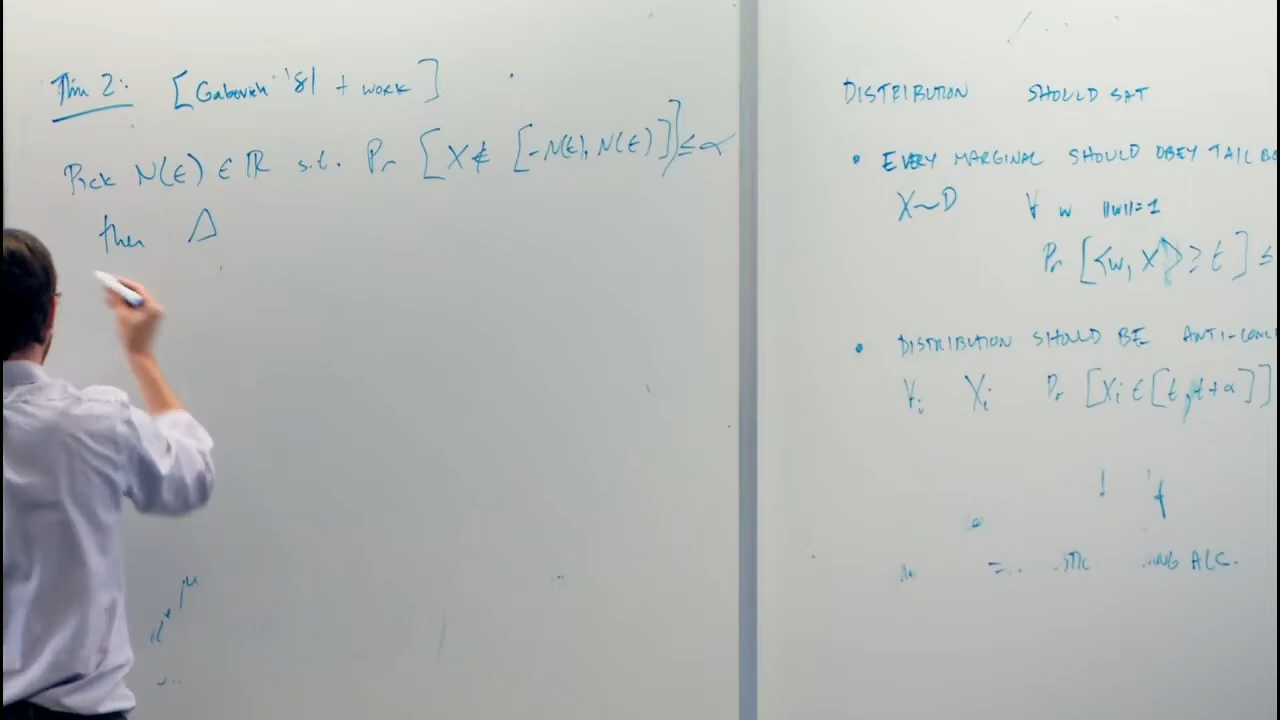 Thm 2: [Gabovich '81 + work]
Pick N(ε) ∈ ℝ s.t. Pr [X ∉ [-N(ε), N(ε)]] ≤ α
then Δ
DISTRIBUTION SHOULD SAT
• EVERY MARGINAL SHOULD OBEY TAIL
X~D ∀ w ||w||=1
Pr [<w, X> ≥ t] ≤
• DISTRIBUTION SHOULD BE ANTI-CONC
∀i Xi Pr [Xi ∈ [t, t+α]]
ALG.